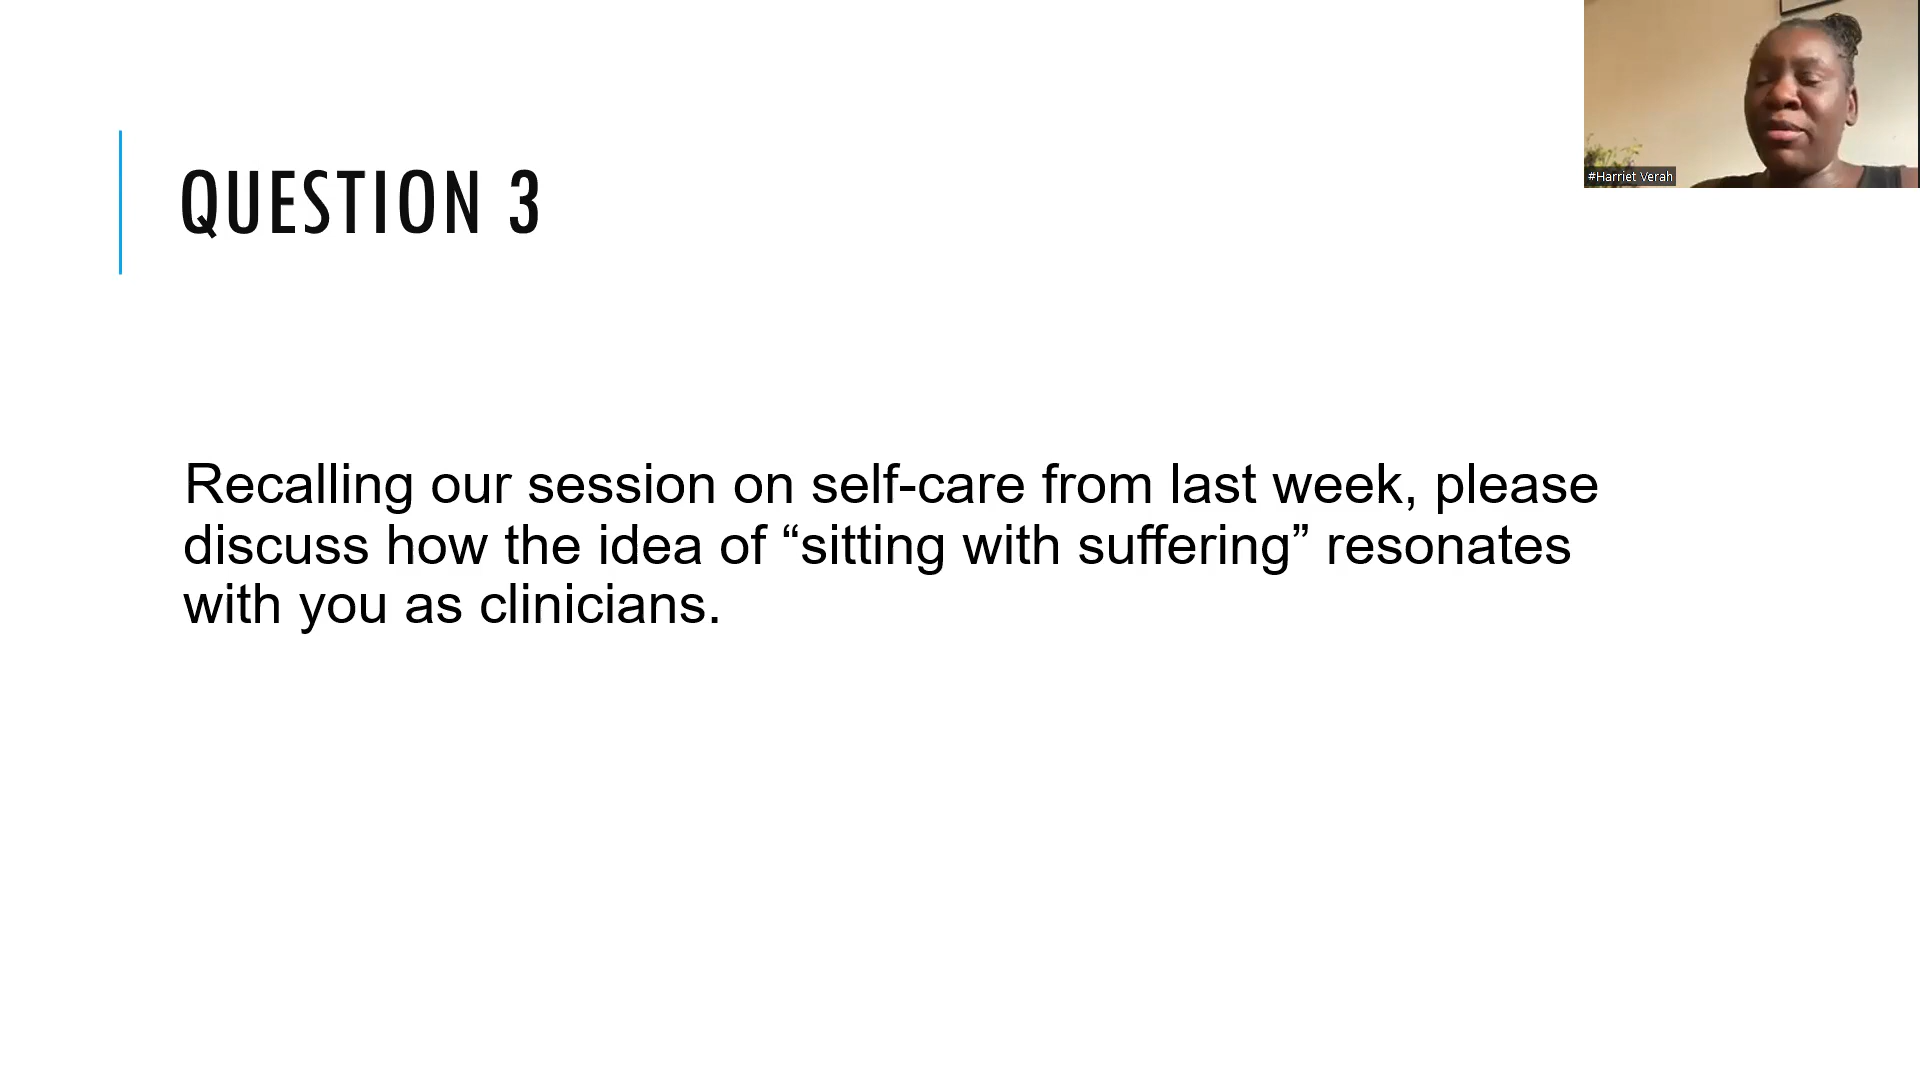 QUESTION 3
#Harriet Verah
Recalling our session on self-care from last week, please
discuss how the idea of “sitting with suffering” resonates
with you as clinicians.